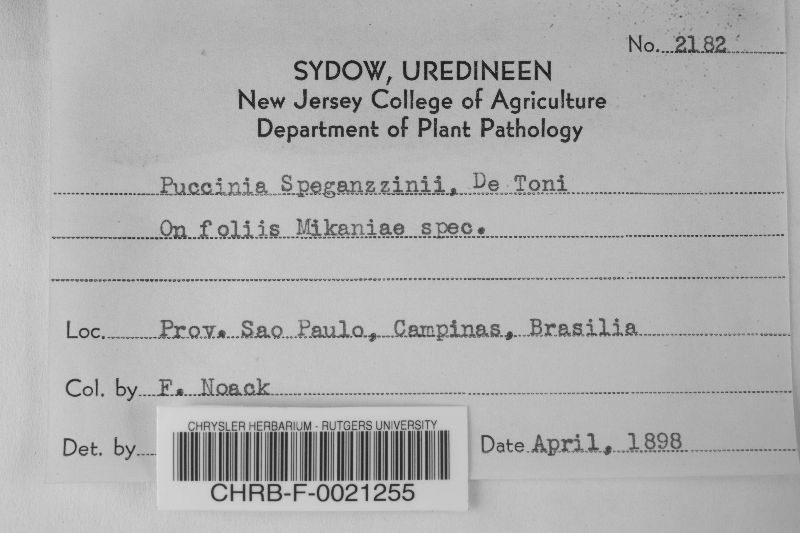 No. 2182
SYDOW, UREDINEEN
New Jersey College of Agriculture
Department of Plant Pathology
Puccinia Speganzzinii, De Toni
On foliis Mikaniae spec.
Loc. Prov. Sao Paulo, Campinas, Brasilia
Col. by F. Noack
Det. by
Date April, 1898
CHRYSLER HERBARIUM - RUTGERS UNIVERSITY
CHRB-F-0021255